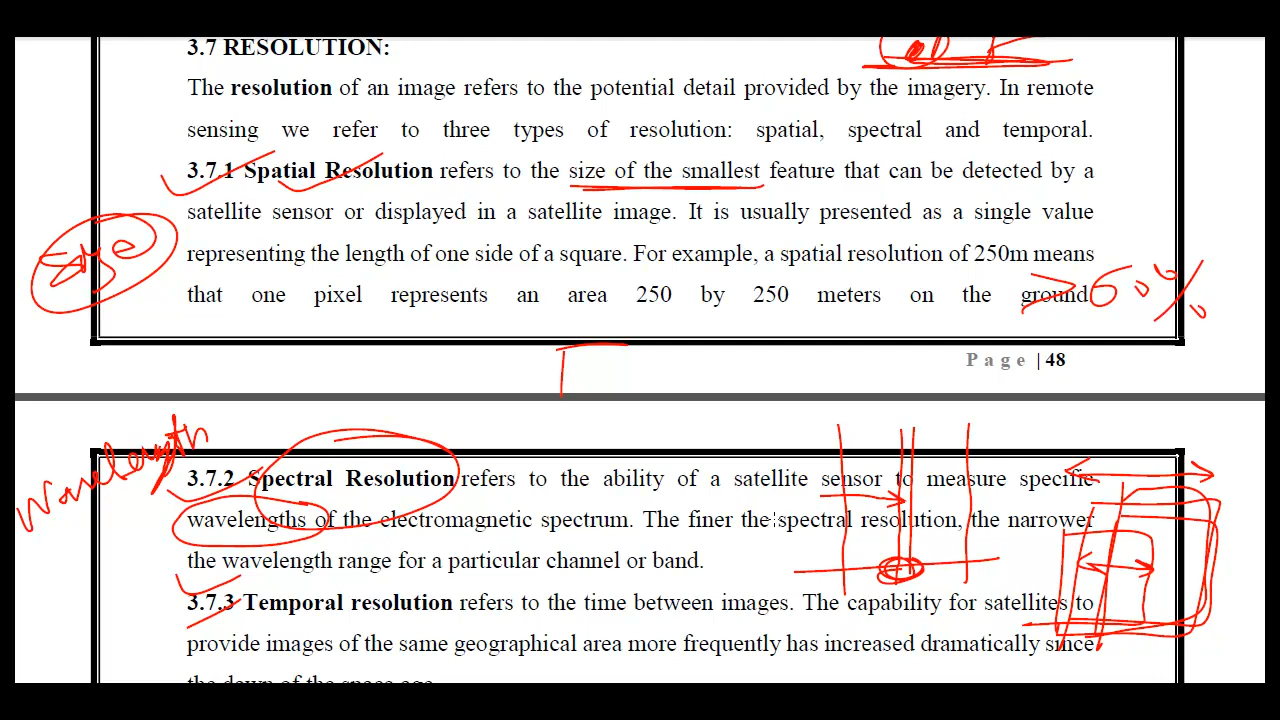 3.7 RESOLUTION:
The resolution of an image refers to the potential detail provided by the imagery. In remote
sensing we refer to three types of resolution: spatial, spectral and temporal.
3.7.1 Spatial Resolution refers to the size of the smallest feature that can be detected by a
satellite sensor or displayed in a satellite image. It is usually presented as a single value
Edge
representing the length of one side of a square. For example, a spatial resolution of 250m means
that one pixel represents an area 250 by 250 meters on the ground.
>60%
Page | 48
Wavelength
3.7.2 Spectral Resolution refers to the ability of a satellite sensor to measure specific
wavelengths of the electromagnetic spectrum. The finer the spectral resolution, the narrower
the wavelength range for a particular channel or band.
3.7.3 Temporal resolution refers to the time between images. The capability for satellites to
provide images of the same geographical area more frequently has increased dramatically since
the dawn of the space age.